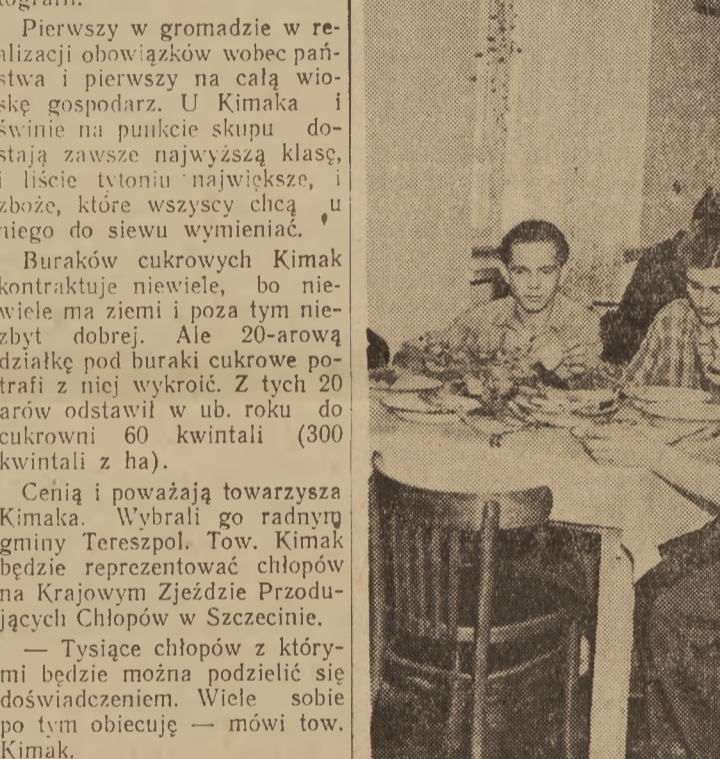 Pierwszy w gromadzie w re-
alizacji obowiązków wobec pań-
stwa i pierwszy na całą wio-
skę gospodarz. U Kimaka i
świnie na punkcie skupu do-
stają zawsze najwyższą klasę,
i liście tytoniu największe, i
zboże, które wszyscy chcą u
niego do siewu wymieniać.
Buraków cukrowych Kimak
kontraktuje niewiele, bo nie-
wiele ma ziemi i poza tym nie-
zbyt dobrej. Ale 20-arową
działkę pod buraki cukrowe po-
trafi z niej wykroić. Z tych 20
arów odstawił w ub. roku do
cukrowni 60 kwintali (300
kwintali z ha).
Cenią i poważają towarzysza
Kimaka. Wybrali go radnym
gminy Tereszpol. Tow. Kimak
będzie reprezentować chłopów
na Krajowym Zjeździe Przodu-
jących Chłopów w Szczecinie.
— Tysiące chłopów z który-
mi będzie można podzielić się
doświadczeniem. Wiele sobie
po tym obiecuję — mówi tow.
Kimak.